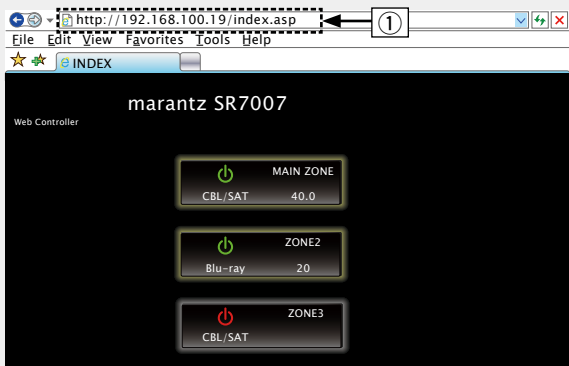 http://192.168.100.19/index.asp ①
File Edit View Favorites Tools Help
INDEX
marantz SR7007
Web Controller
MAIN ZONE
CBL/SAT 40.0
ZONE2
Blu-ray 20
ZONE3
CBL/SAT